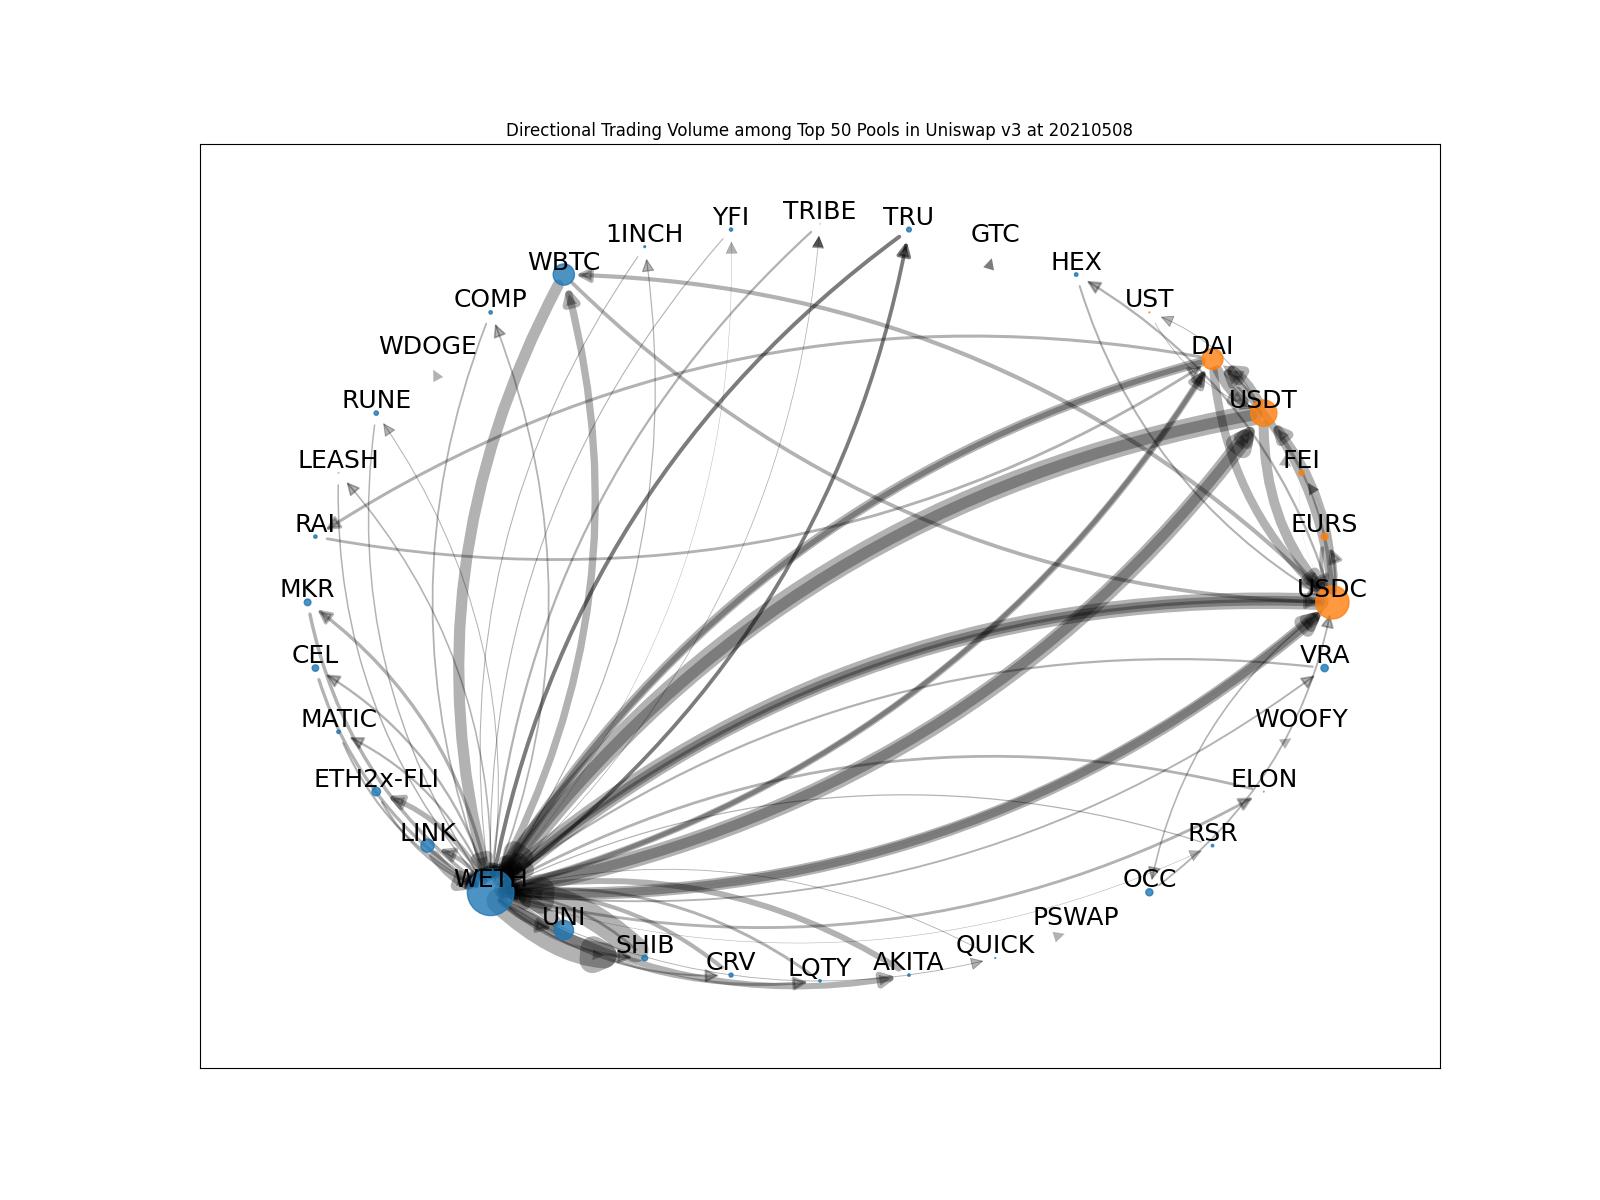 Directional Trading Volume among Top 50 Pools in Uniswap v3 at 20210508
TRIBE
YFI
TRU
1INCH
GTC
WBTC
HEX
COMP
UST
WDOGE
DAI
RUNE
USDT
LEASH
FEI
RAI
EURS
MKR
USDC
CEL
VRA
MATIC
WOOFY
ETH2x-FLI
ELON
LINK
RSR
WETH
OCC
UNI
PSWAP
SHIB
QUICK
CRV
AKITA
LQTY